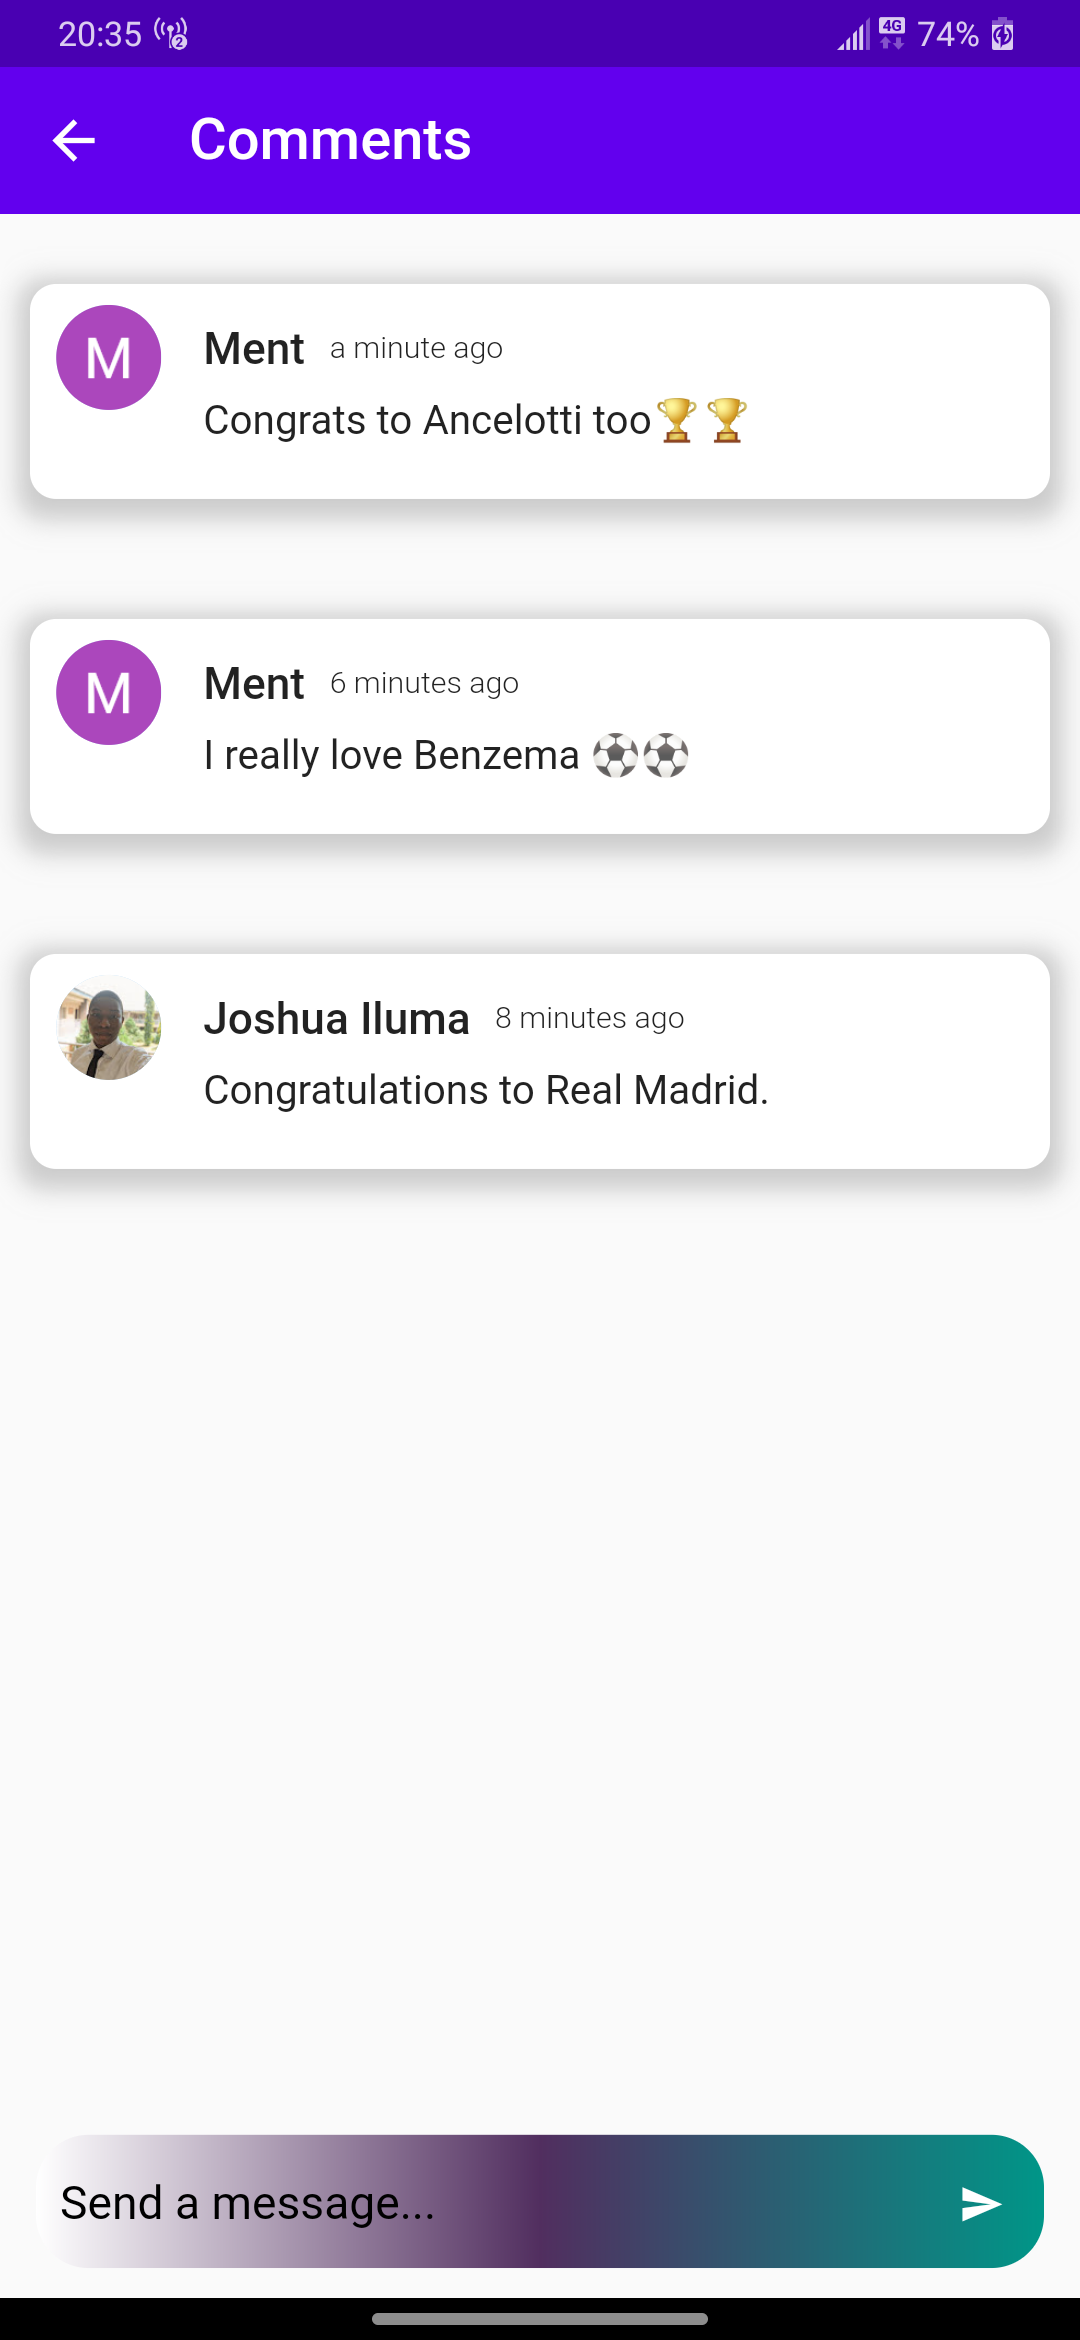 20:35 2 4G 74%
Comments
M
Ment a minute ago
Congrats to Ancelotti too🏆🏆
M
Ment 6 minutes ago
I really love Benzema ⚽⚽
Joshua Iluma 8 minutes ago
Congratulations to Real Madrid.
Send a message...